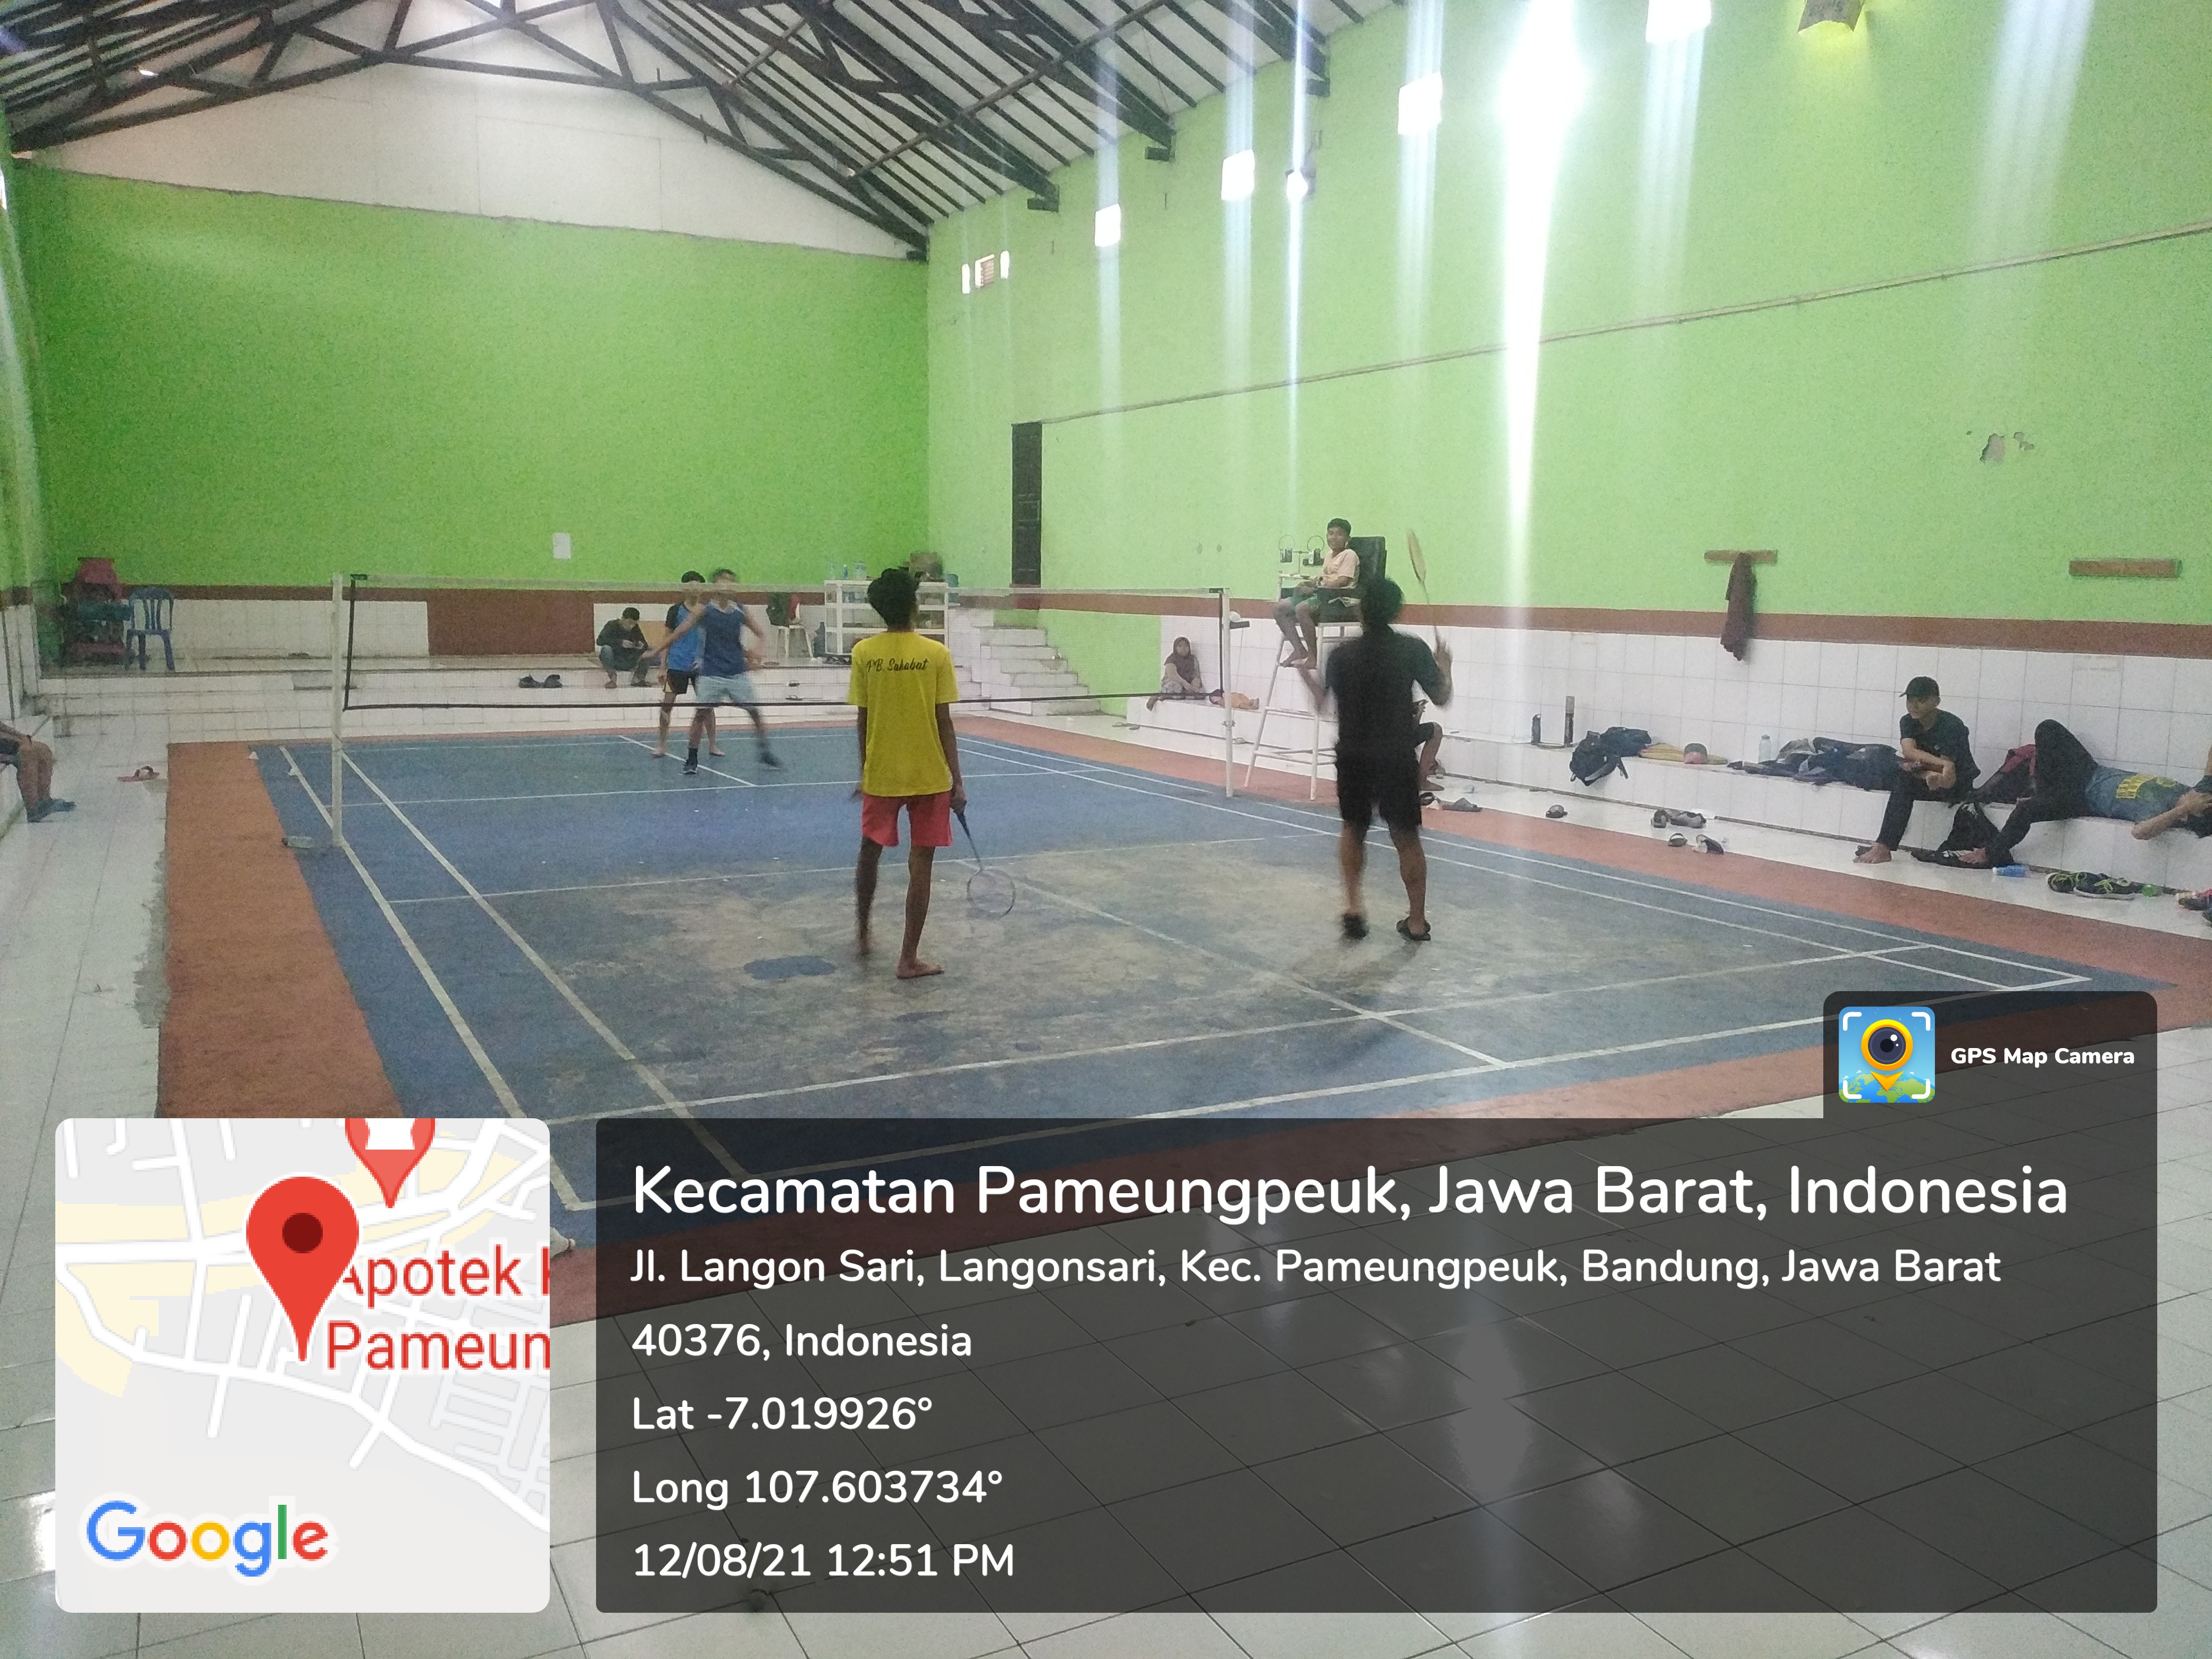 P.B. Sahabat
GPS Map Camera
Kecamatan Pameungpeuk, Jawa Barat, Indonesia
Jl. Langon Sari, Langonsari, Kec. Pameungpeuk, Bandung, Jawa Barat
40376, Indonesia
Lat -7.019926°
Long 107.603734°
12/08/21 12:51 PM
Apotek
Pameun
Google